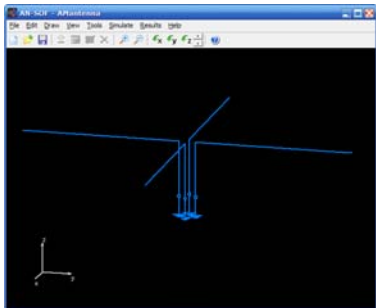 AN-SOF - AMantenna
File Edit Draw View Tools Simulate Results Help
z
x
y